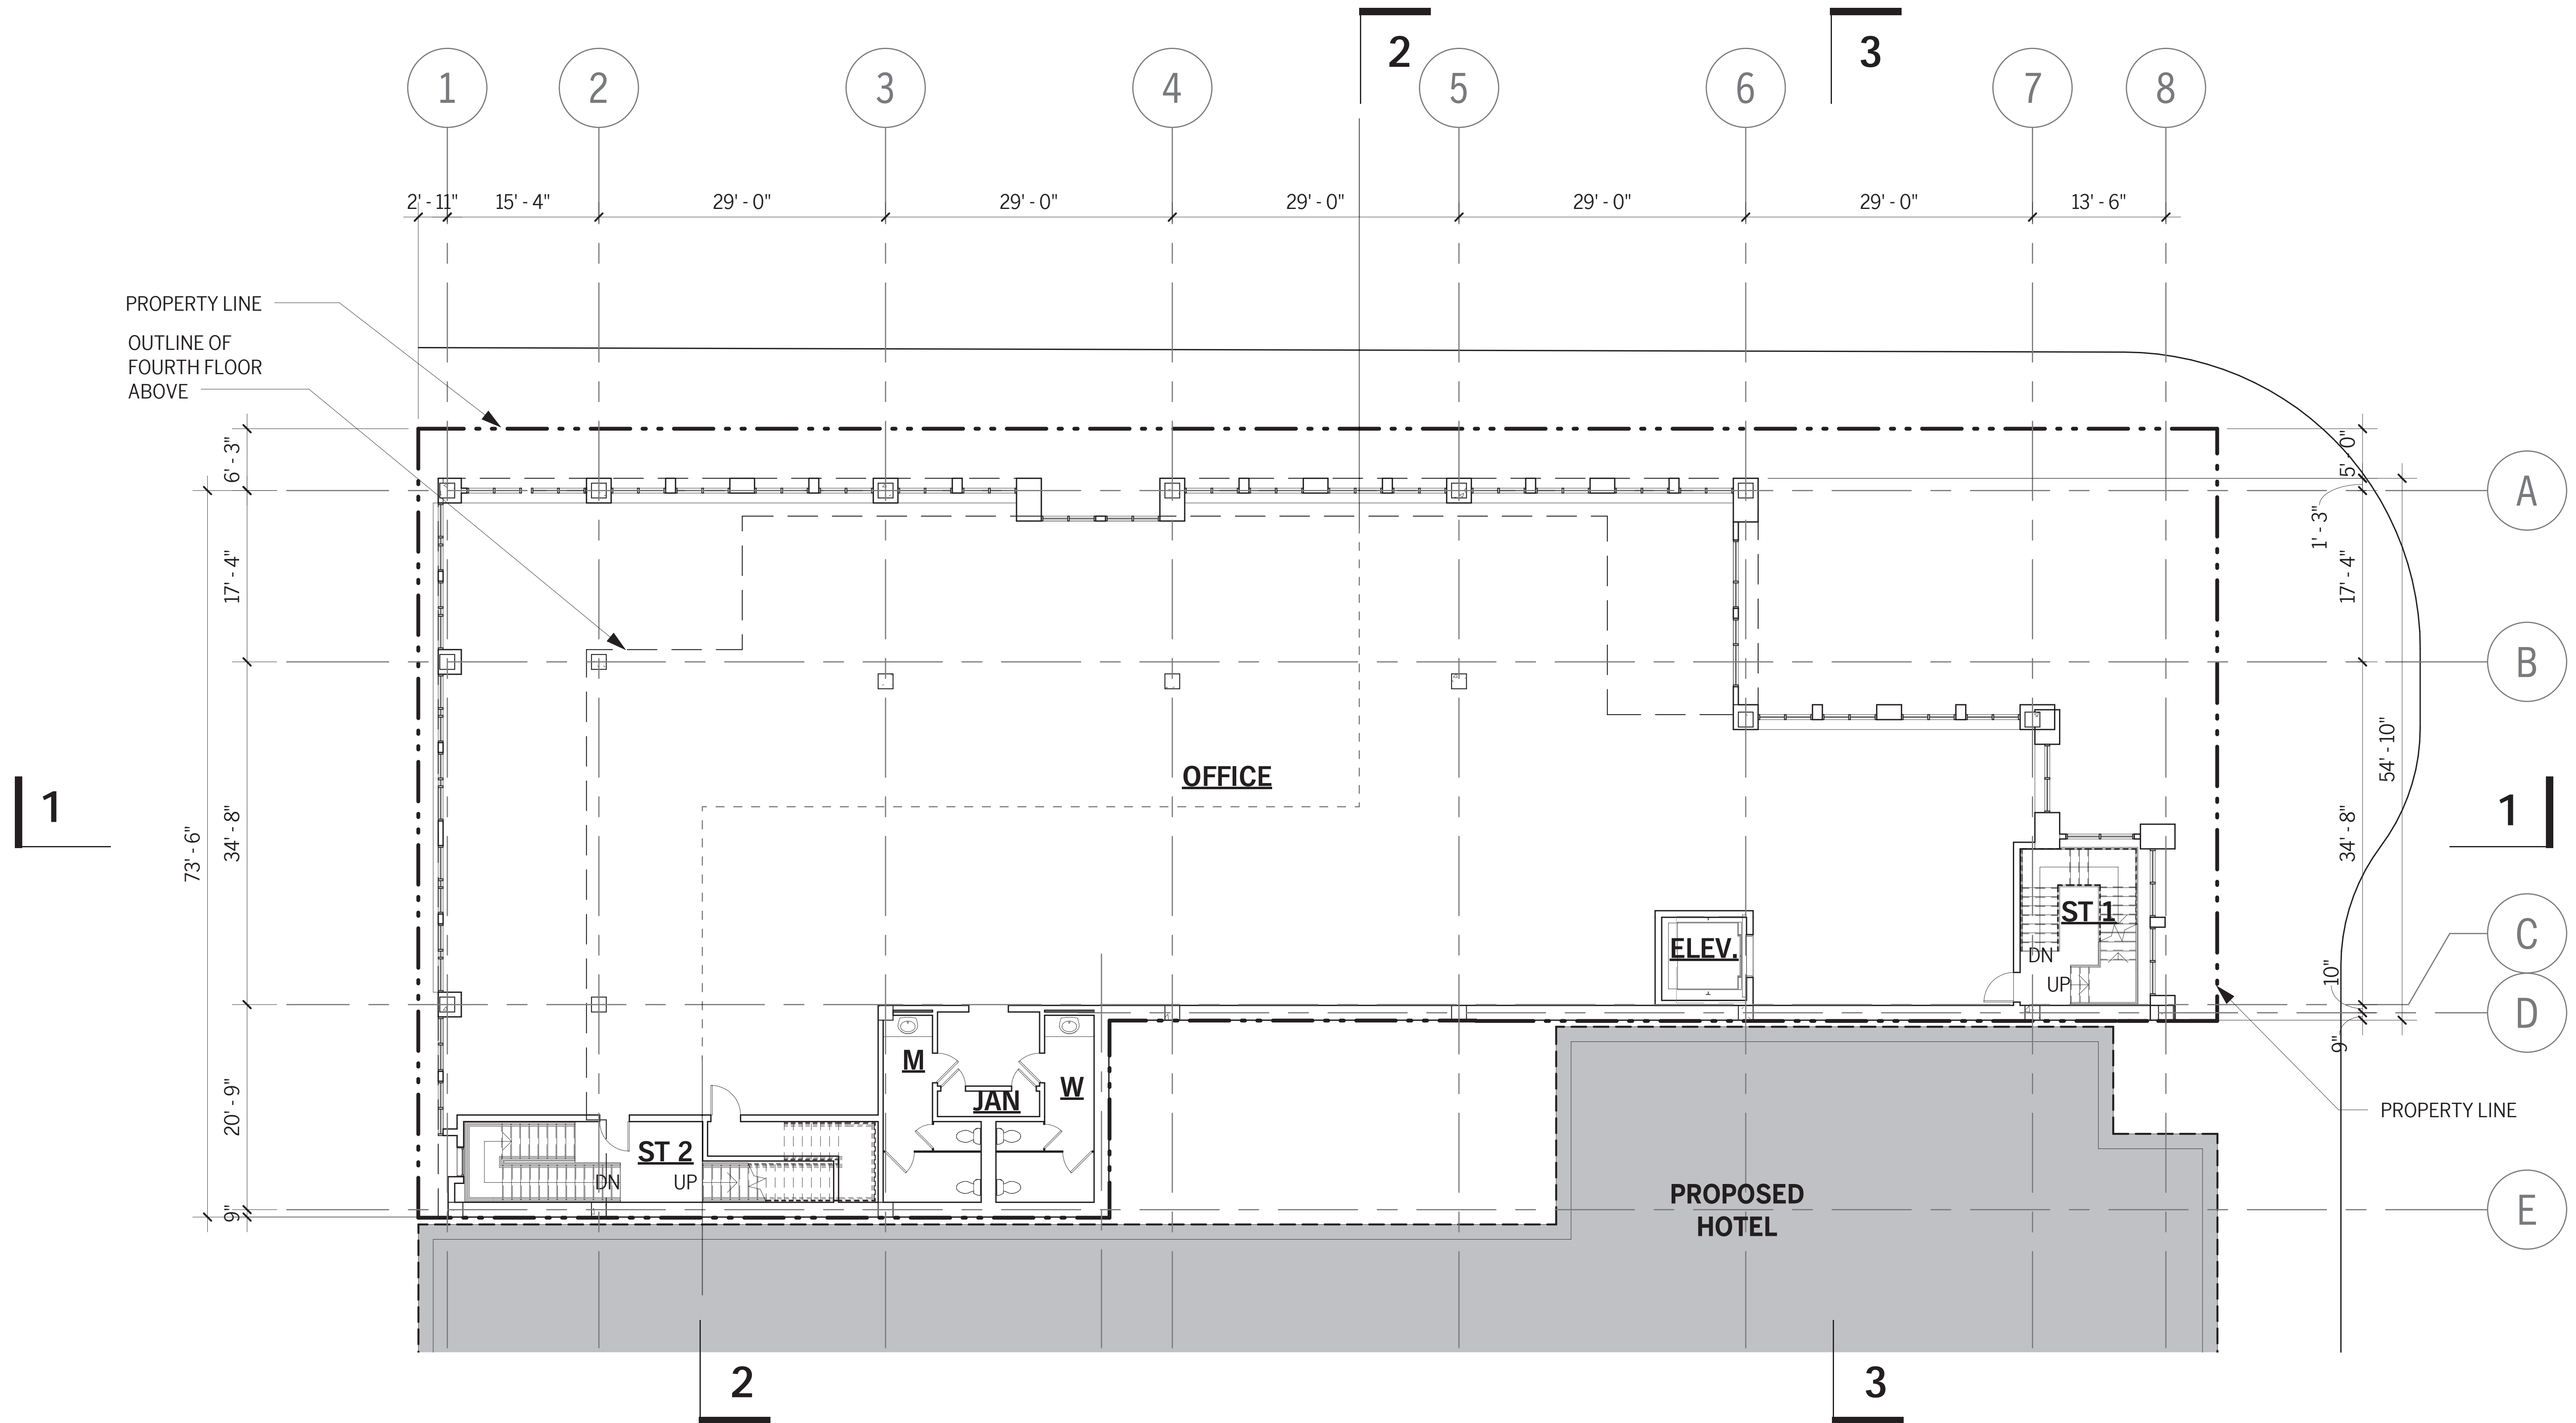 2
3
1
2
3
4
5
6
7
8
2' - 11"
15' - 4"
29' - 0"
29' - 0"
29' - 0"
29' - 0"
29' - 0"
13' - 6"
PROPERTY LINE
OUTLINE OF
FOURTH FLOOR
ABOVE
6' - 3"
17' - 4"
34' - 8"
73' - 6"
20' - 9"
9"
5' - 0"
1' - 3"
17' - 4"
54' - 10"
34' - 8"
10"
9"
A
B
C
D
E
1
1
OFFICE
ELEV.
ST 1
DN
UP
M
JAN
W
ST 2
DN
UP
PROPERTY LINE
PROPOSED
HOTEL
2
3